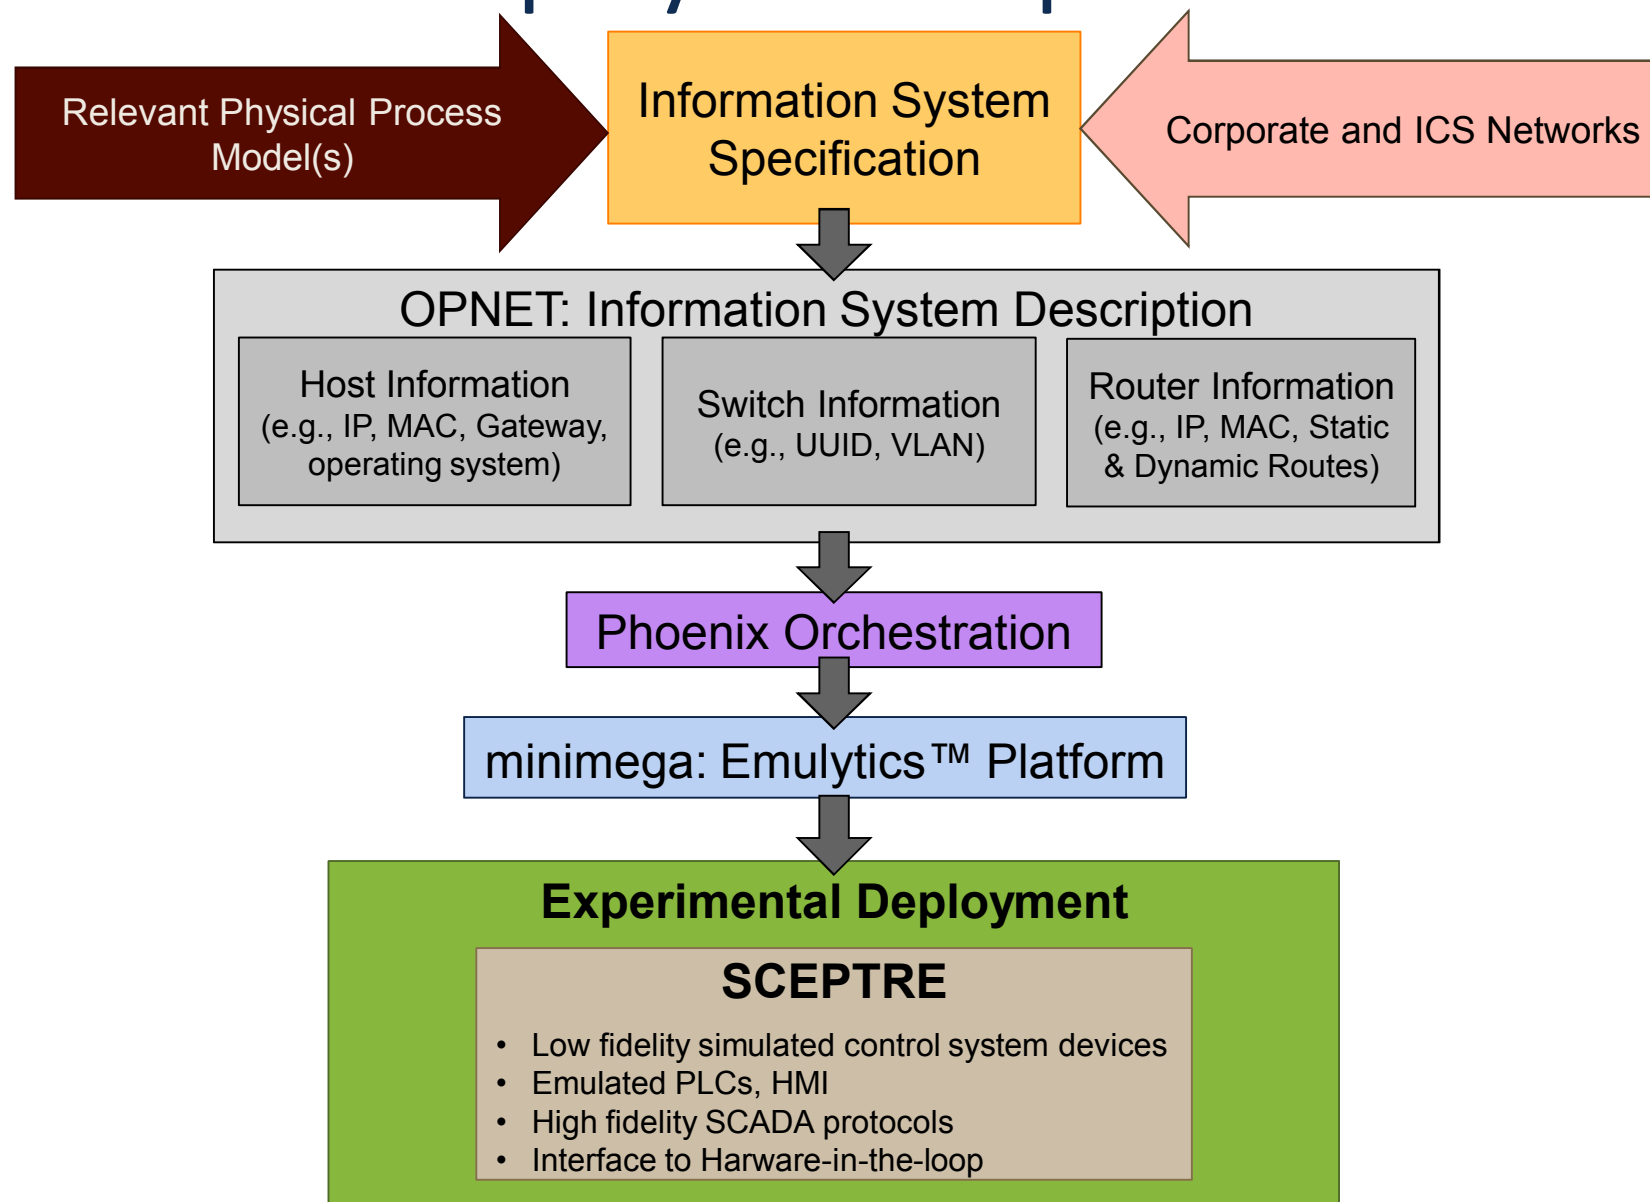 Relevant Physical Process
Model(s)
Information System
Specification
Corporate and ICS Networks
OPNET: Information System Description
Host Information
(e.g., IP, MAC, Gateway,
operating system)
Switch Information
(e.g., UUID, VLAN)
Router Information
(e.g., IP, MAC, Static
& Dynamic Routes)
Phoenix Orchestration
minimega: Emulytics™ Platform
Experimental Deployment
SCEPTRE
• Low fidelity simulated control system devices
• Emulated PLCs, HMI
• High fidelity SCADA protocols
• Interface to Harware-in-the-loop